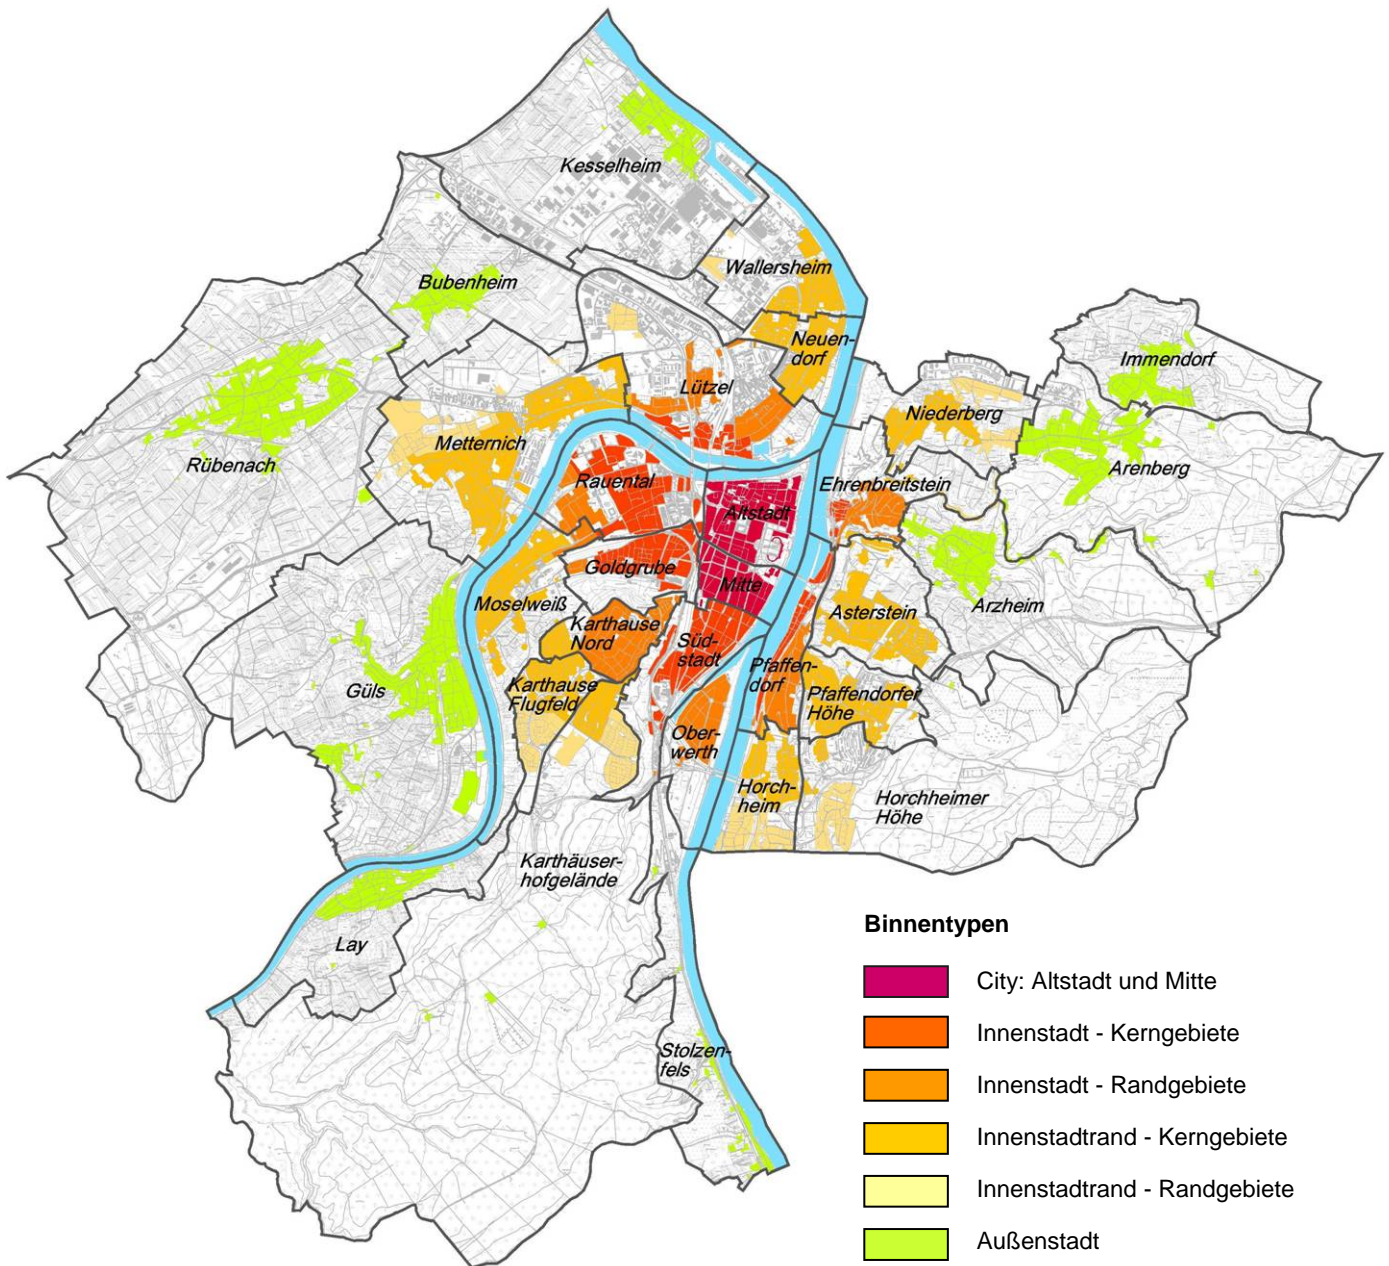 Kesselheim
Wallersheim
Bubenheim
Neuen-
dorf
Immendorf
Lützel
Niederberg
Metternich
Rübenach
Arenberg
Rauental
Ehrenbreitstein
Altstadt
Goldgrube
Mitte
Moselweiß
Asterstein
Arzheim
Karthause
Nord
Süd-
stadt
Pfaffen-
dorf
Güls
Karthause
Flugfeld
Pfaffendorfer
Höhe
Ober-
werth
Horch-
heim
Horchheimer
Höhe
Karthäuser-
hofgelände
Lay
Stolzen-
fels
Binnentypen
City: Altstadt und Mitte
Innenstadt - Kerngebiete
Innenstadt - Randgebiete
Innenstadtrand - Kerngebiete
Innenstadtrand - Randgebiete
Außenstadt